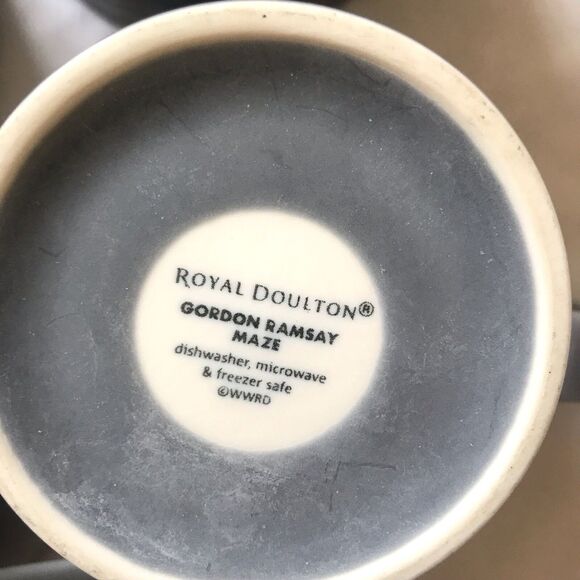 ROYAL DOULTON®
GORDON RAMSAY
MAZE
dishwasher, microwave
& freezer safe
©WWRD